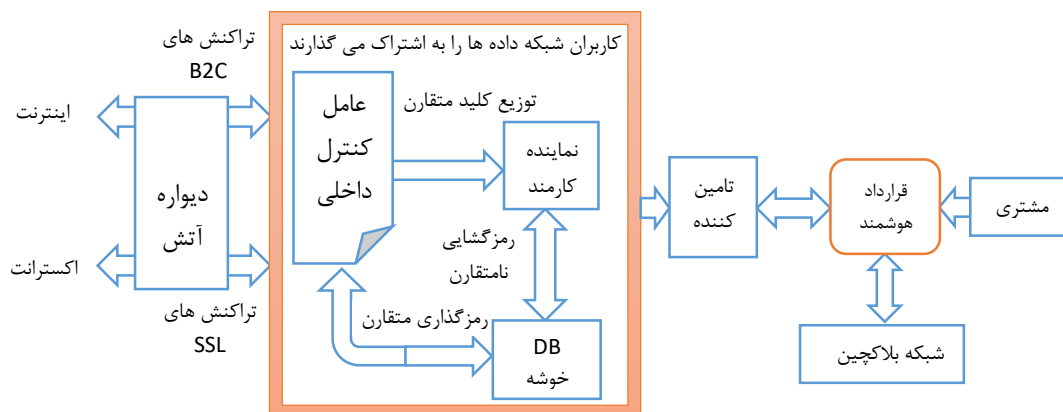 کاربران شبکه داده ها را به اشتراک می گذارند
تراکنش های
B2C
اینترنت
دیواره
آتش
اکسترانت
تراکنش های
SSL
عامل
کنترل
داخلی
توزیع کلید متقارن
نماینده
کارمند
رمزگشایی
نامتقارن
رمزگذاری متقارن
DB
خوشه
تامین
کننده
قرارداد
هوشمند
مشتری
شبکه بلاکچین